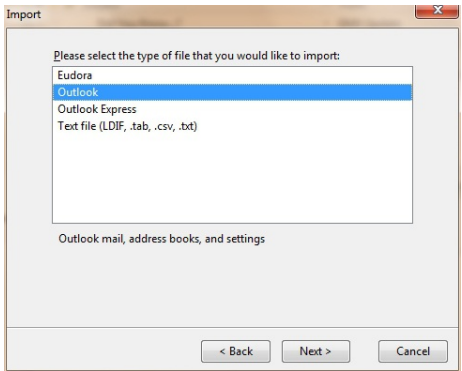 Import
Please select the type of file that you would like to import:
Eudora
Outlook
Outlook Express
Text file (LDIF, .tab, .csv, .txt)
Outlook mail, address books, and settings
< Back
Next >
Cancel